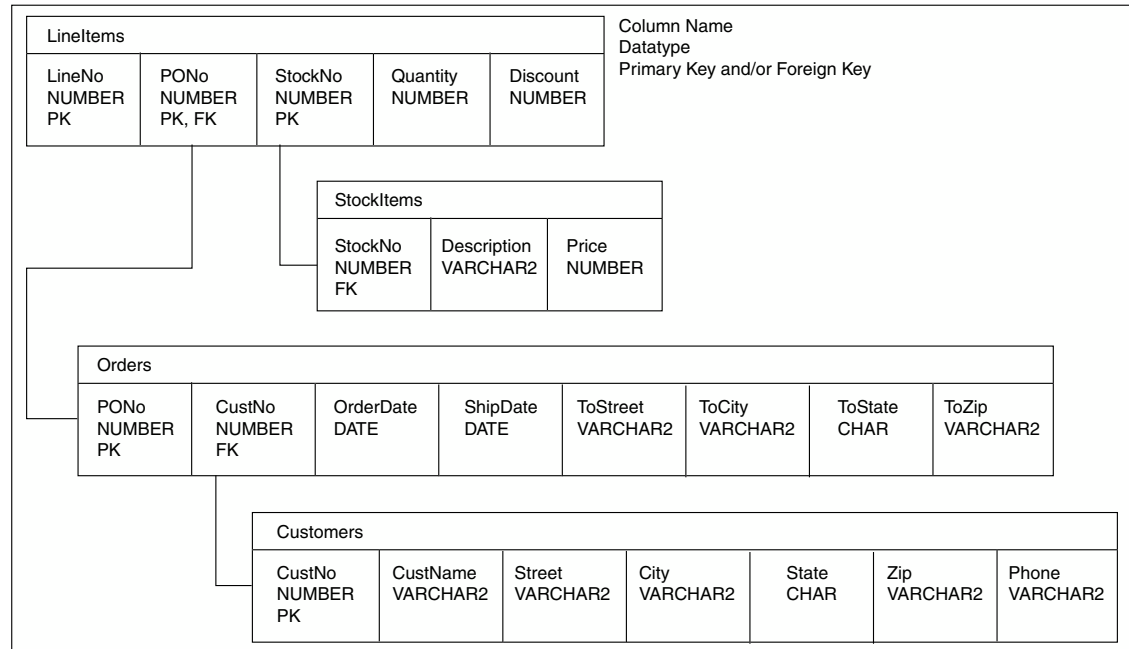 LineItems
Column Name
Datatype
Primary Key and/or Foreign Key
LineNo
NUMBER
PK
PONo
NUMBER
PK, FK
StockNo
NUMBER
PK
Quantity
NUMBER
Discount
NUMBER
StockItems
StockNo
NUMBER
FK
Description
VARCHAR2
Price
NUMBER
Orders
PONo
NUMBER
PK
CustNo
NUMBER
FK
OrderDate
DATE
ShipDate
DATE
ToStreet
VARCHAR2
ToCity
VARCHAR2
ToState
CHAR
ToZip
VARCHAR2
Customers
CustNo
NUMBER
PK
CustName
VARCHAR2
Street
VARCHAR2
City
VARCHAR2
State
CHAR
Zip
VARCHAR2
Phone
VARCHAR2